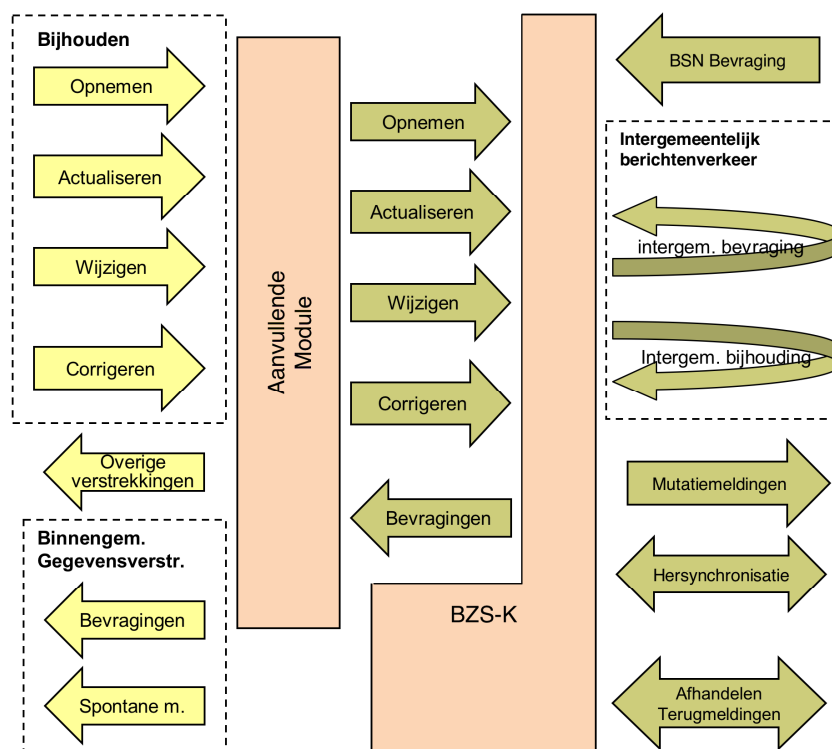 Bijhouden
Opnemen
Actualiseren
Wijzigen
Corrigeren
Overige
verstrekkingen
Binnengem.
Gegevensverstr.
Bevragingen
Spontane m.
Aanvullende
Module
Opnemen
Actualiseren
Wijzigen
Corrigeren
Bevragingen
BZS-K
BSN Bevraging
Intergemeentelijk
berichtenverkeer
intergem. bevraging
Intergem. bijhouding
Mutatiemeldingen
Hersynchronisatie
Afhandelen
Terugmeldingen